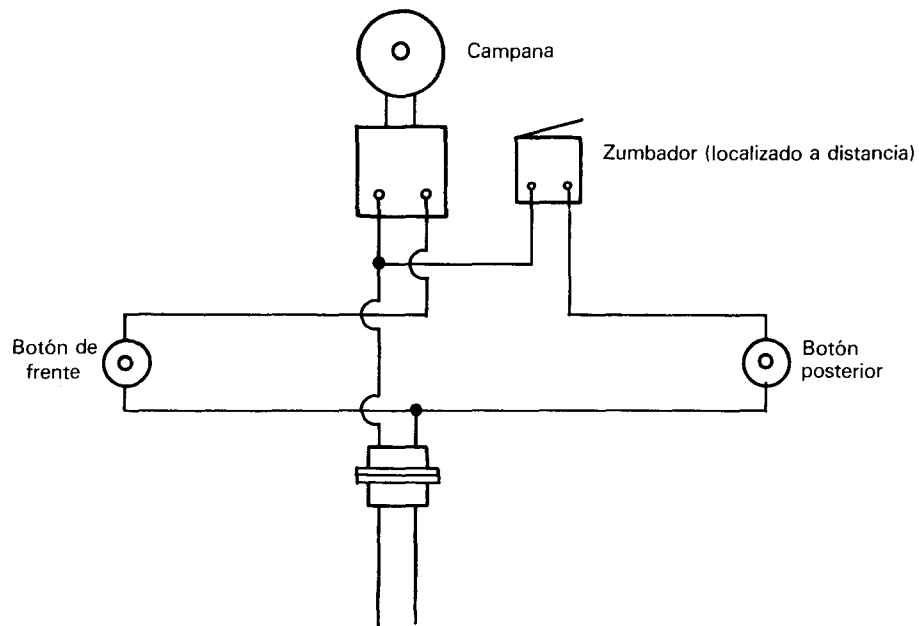 Campana
Zumbador (localizado a distancia)
Botón de
frente
Botón
posterior